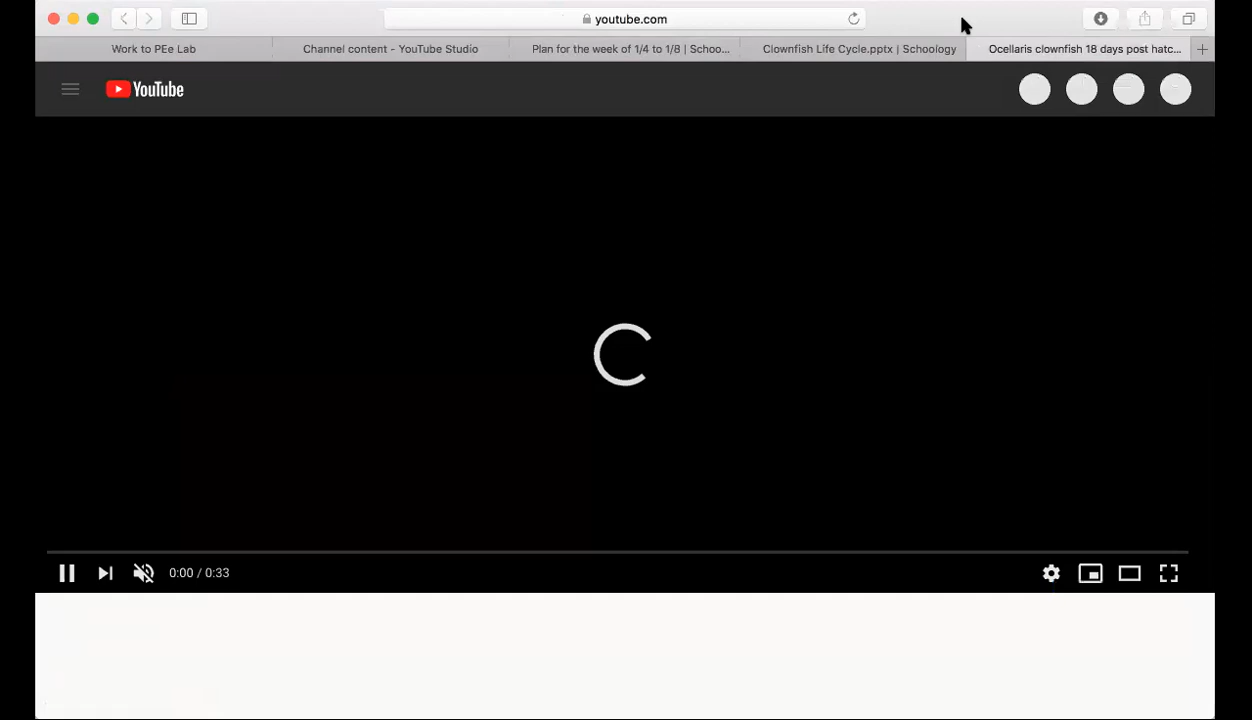 youtube.com
Work to PEe Lab
Channel content - YouTube Studio
Plan for the week of 1/4 to 1/8 | Schoo...
Clownfish Life Cycle.pptx | Schoology
Ocellaris clownfish 18 days post hatc...
YouTube
0:00 / 0:33